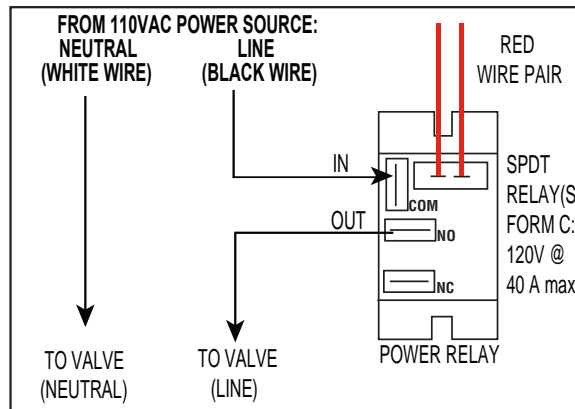 FROM 110VAC POWER SOURCE:
NEUTRAL
(WHITE WIRE)
LINE
(BLACK WIRE)
RED
WIRE PAIR
IN
COM
SPDT
RELAY(S
FORM C:
120V @
40 A max
OUT
NO
NC
TO VALVE
(NEUTRAL)
TO VALVE
(LINE)
POWER RELAY